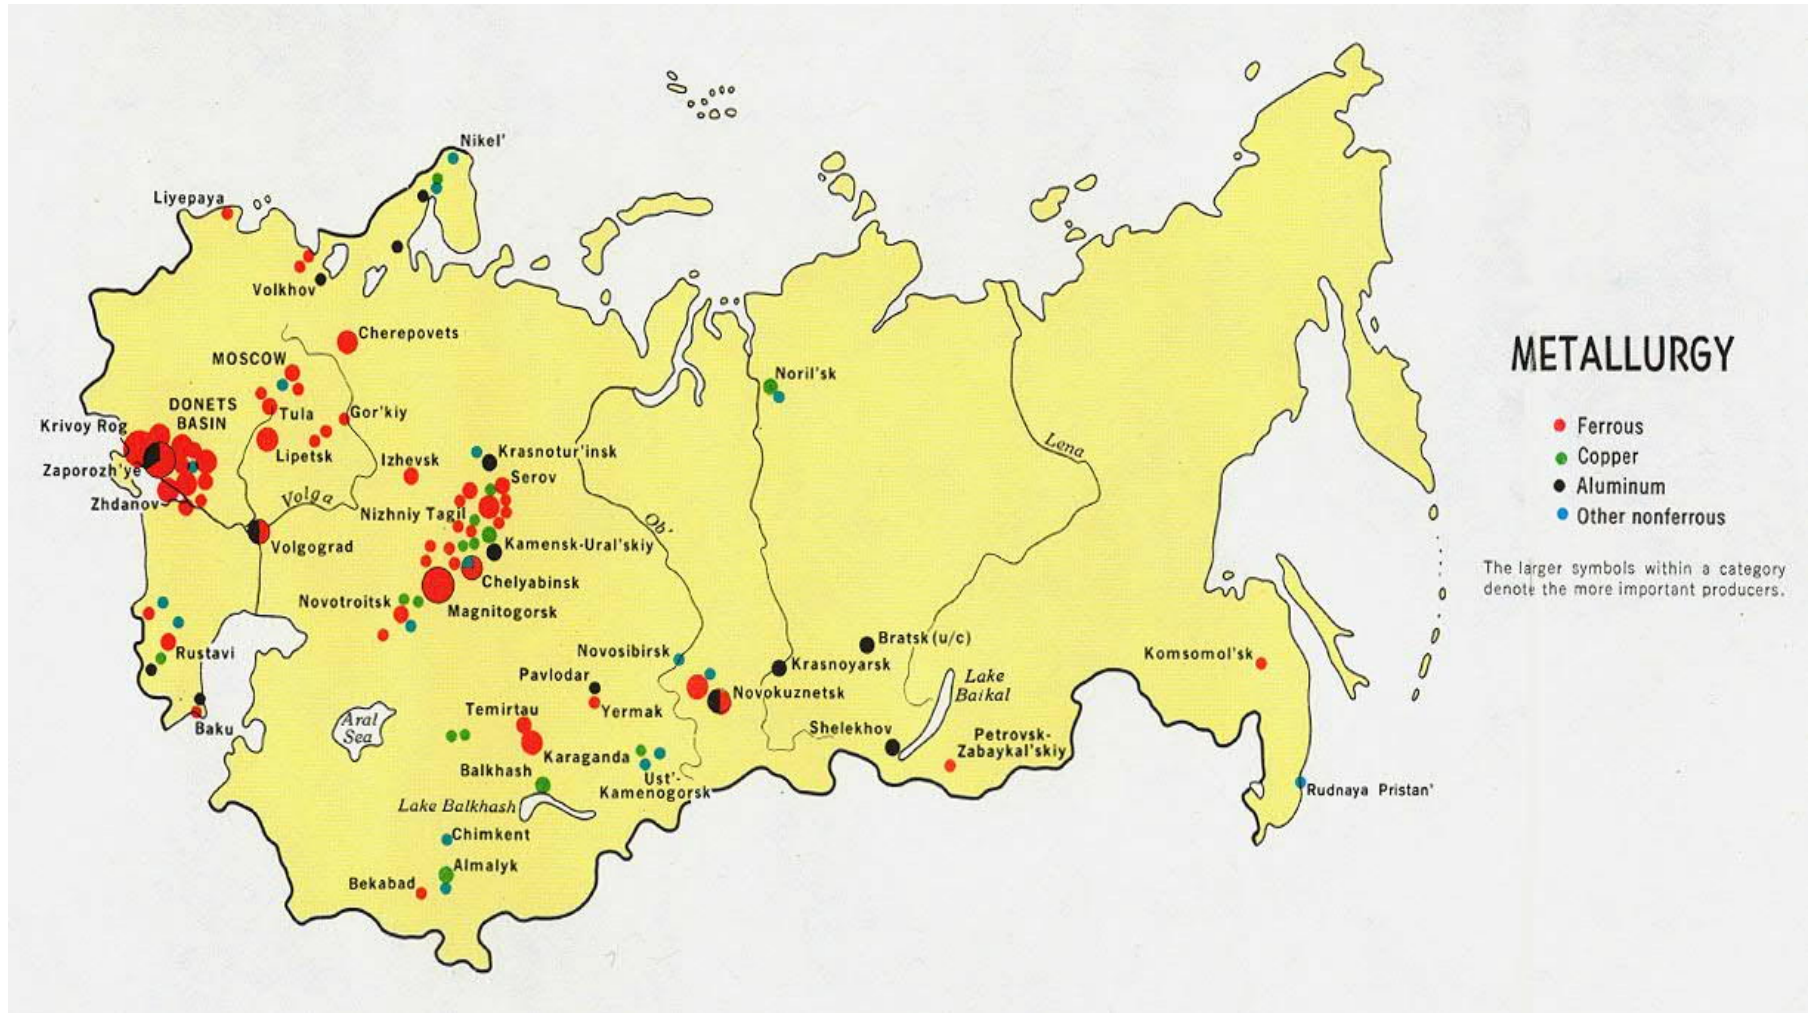 Nikel'
Liyepaya
Volkhov
Cherepovets
MOSCOW
Noril'sk
DONETS
BASIN
Tula
Gor'kiy
Krivoy Rog
Lipetsk
Izhevsk
Krasnotur'insk
Lena
Zaporozh'ye
Serov
Zhdanov
Volga
Nizhniy Tagil
Ob'
Volgograd
Kamensk-Ural'skiy
Chelyabinsk
Novotroitsk
Magnitogorsk
Rustavi
Novosibirsk
Bratsk (u/c)
Komsomol'sk
Pavlodar
Krasnoyarsk
Lake
Baikal
Novokuznetsk
Temirtau
Yermak
Aral
Sea
Baku
Shelekhov
Petrovsk-
Zabaykal'skiy
Karaganda
Balkhash
Ust'-
Kamenogorsk
Rudnaya Pristan'
Lake Balkhash
Chimkent
Almalyk
Bekabad
METALLURGY
Ferrous
Copper
Aluminum
Other nonferrous
The larger symbols within a category
denote the more important producers.